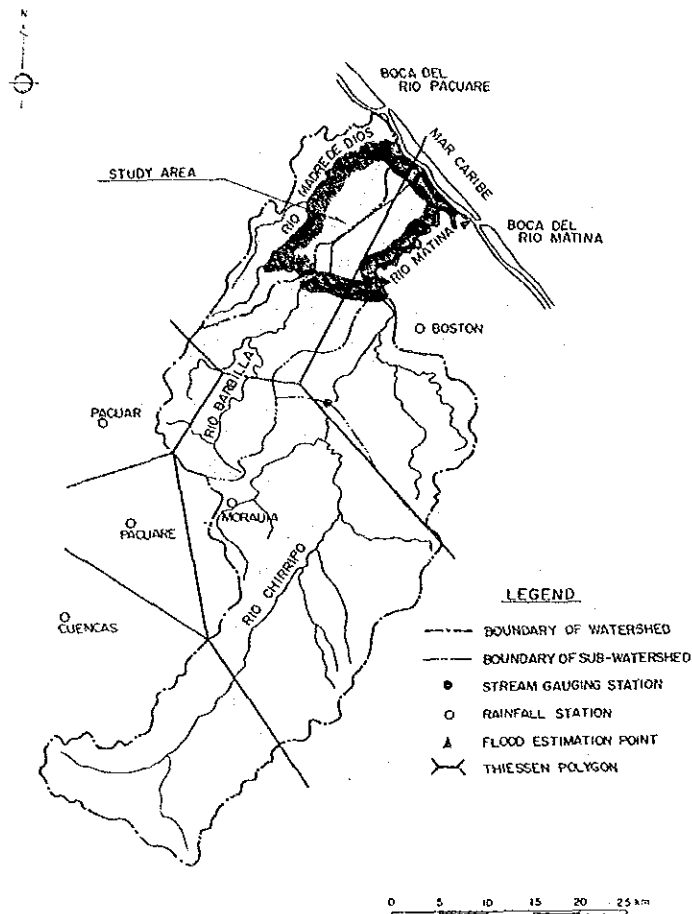 N
BOCA DEL
RIO PACUARE
MAR CARIBE
RIO MADRE DE DIOS
STUDY AREA
BOCA DEL
RIO MATINA
RIO MATINA
BOSTON
RIO BARBILLA
PACUAR
MORAVIA
PACUARE
RIO CHIRRIPO
CUENCAS
LEGEND
BOUNDARY OF WATERSHED
BOUNDARY OF SUB-WATERSHED
STREAM GAUGING STATION
RAINFALL STATION
FLOOD ESTIMATION POINT
THIESSEN POLYGON
0 5 10 15 20 25 km